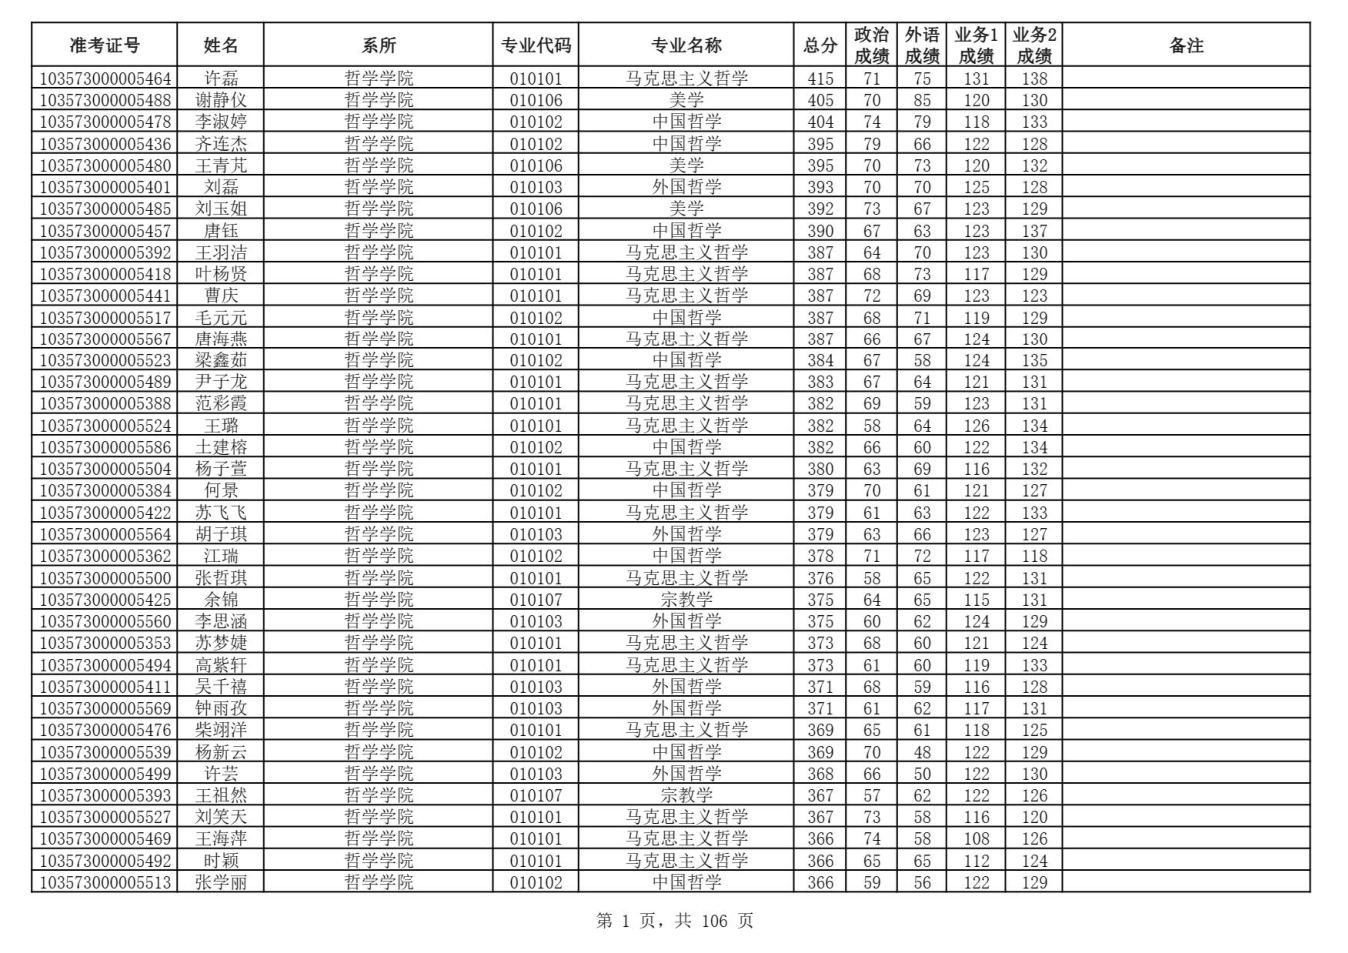 准考证号 姓名 系所 专业代码 专业名称 总分 政治成绩 外语成绩 业务1成绩 业务2成绩 备注
103573000005464 许磊 哲学学院 010101 马克思主义哲学 415 71 75 131 138
103573000005488 谢静仪 哲学学院 010106 美学 405 70 85 120 130
103573000005478 李淑婷 哲学学院 010102 中国哲学 404 74 79 118 133
103573000005436 齐连杰 哲学学院 010102 中国哲学 395 79 66 122 128
103573000005480 王青芃 哲学学院 010106 美学 395 70 73 120 132
103573000005401 刘磊 哲学学院 010103 外国哲学 393 70 70 125 128
103573000005485 刘玉姐 哲学学院 010106 美学 392 73 67 123 129
103573000005457 唐钰 哲学学院 010102 中国哲学 390 67 63 123 137
103573000005392 王羽洁 哲学学院 010101 马克思主义哲学 387 64 70 123 130
103573000005418 叶杨贤 哲学学院 010101 马克思主义哲学 387 68 73 117 129
103573000005441 曹庆 哲学学院 010101 马克思主义哲学 387 72 69 123 123
103573000005517 毛元元 哲学学院 010102 中国哲学 387 68 71 119 129
103573000005567 唐海燕 哲学学院 010101 马克思主义哲学 387 66 67 124 130
103573000005523 梁鑫茹 哲学学院 010102 中国哲学 384 67 58 124 135
103573000005489 尹子龙 哲学学院 010101 马克思主义哲学 383 67 64 121 131
103573000005388 范彩霞 哲学学院 010101 马克思主义哲学 382 69 59 123 131
103573000005524 王璐 哲学学院 010101 马克思主义哲学 382 58 64 126 134
103573000005586 土建榕 哲学学院 010102 中国哲学 382 66 60 122 134
103573000005504 杨子萱 哲学学院 010101 马克思主义哲学 380 63 69 116 132
103573000005384 何景 哲学学院 010102 中国哲学 379 70 61 121 127
103573000005422 苏飞飞 哲学学院 010101 马克思主义哲学 379 61 63 122 133
103573000005564 胡子琪 哲学学院 010103 外国哲学 379 63 66 123 127
103573000005362 江瑞 哲学学院 010102 中国哲学 378 71 72 117 118
103573000005500 张哲琪 哲学学院 010101 马克思主义哲学 376 58 65 122 131
103573000005425 余锦 哲学学院 010107 宗教学 375 64 65 115 131
103573000005560 李思涵 哲学学院 010103 外国哲学 375 60 62 124 129
103573000005353 苏梦婕 哲学学院 010101 马克思主义哲学 373 68 60 121 124
103573000005494 高紫轩 哲学学院 010101 马克思主义哲学 373 61 60 119 133
103573000005411 吴千禧 哲学学院 010103 外国哲学 371 68 59 116 128
103573000005569 钟雨孜 哲学学院 010103 外国哲学 371 61 62 117 131
103573000005476 柴翊洋 哲学学院 010101 马克思主义哲学 369 65 61 118 125
103573000005539 杨新云 哲学学院 010102 中国哲学 369 70 48 122 129
103573000005499 许芸 哲学学院 010103 外国哲学 368 66 50 122 130
103573000005393 王祖然 哲学学院 010107 宗教学 367 57 62 122 126
103573000005527 刘笑天 哲学学院 010101 马克思主义哲学 367 73 58 116 120
103573000005469 王海萍 哲学学院 010101 马克思主义哲学 366 74 58 108 126
103573000005492 时颖 哲学学院 010101 马克思主义哲学 366 65 65 112 124
103573000005513 张学丽 哲学学院 010102 中国哲学 366 59 56 122 129
第 1 页，共 106 页